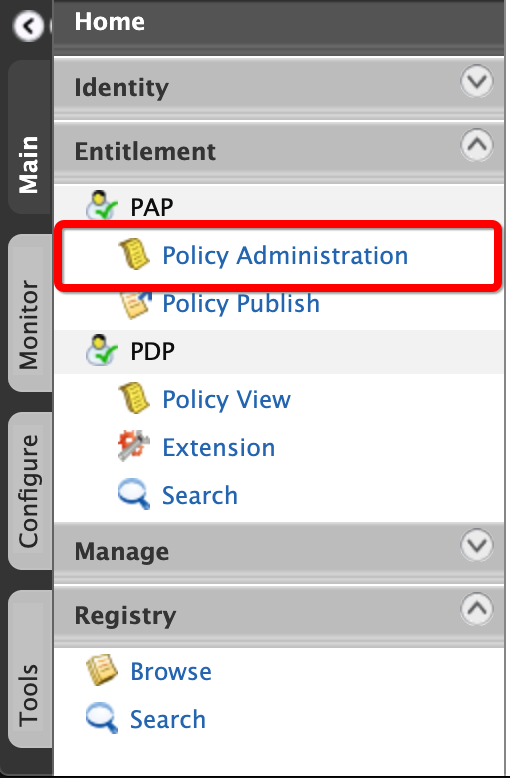 Home
Identity
Entitlement
PAP
Policy Administration
Policy Publish
PDP
Policy View
Extension
Search
Manage
Registry
Browse
Search
Main
Monitor
Configure
Tools